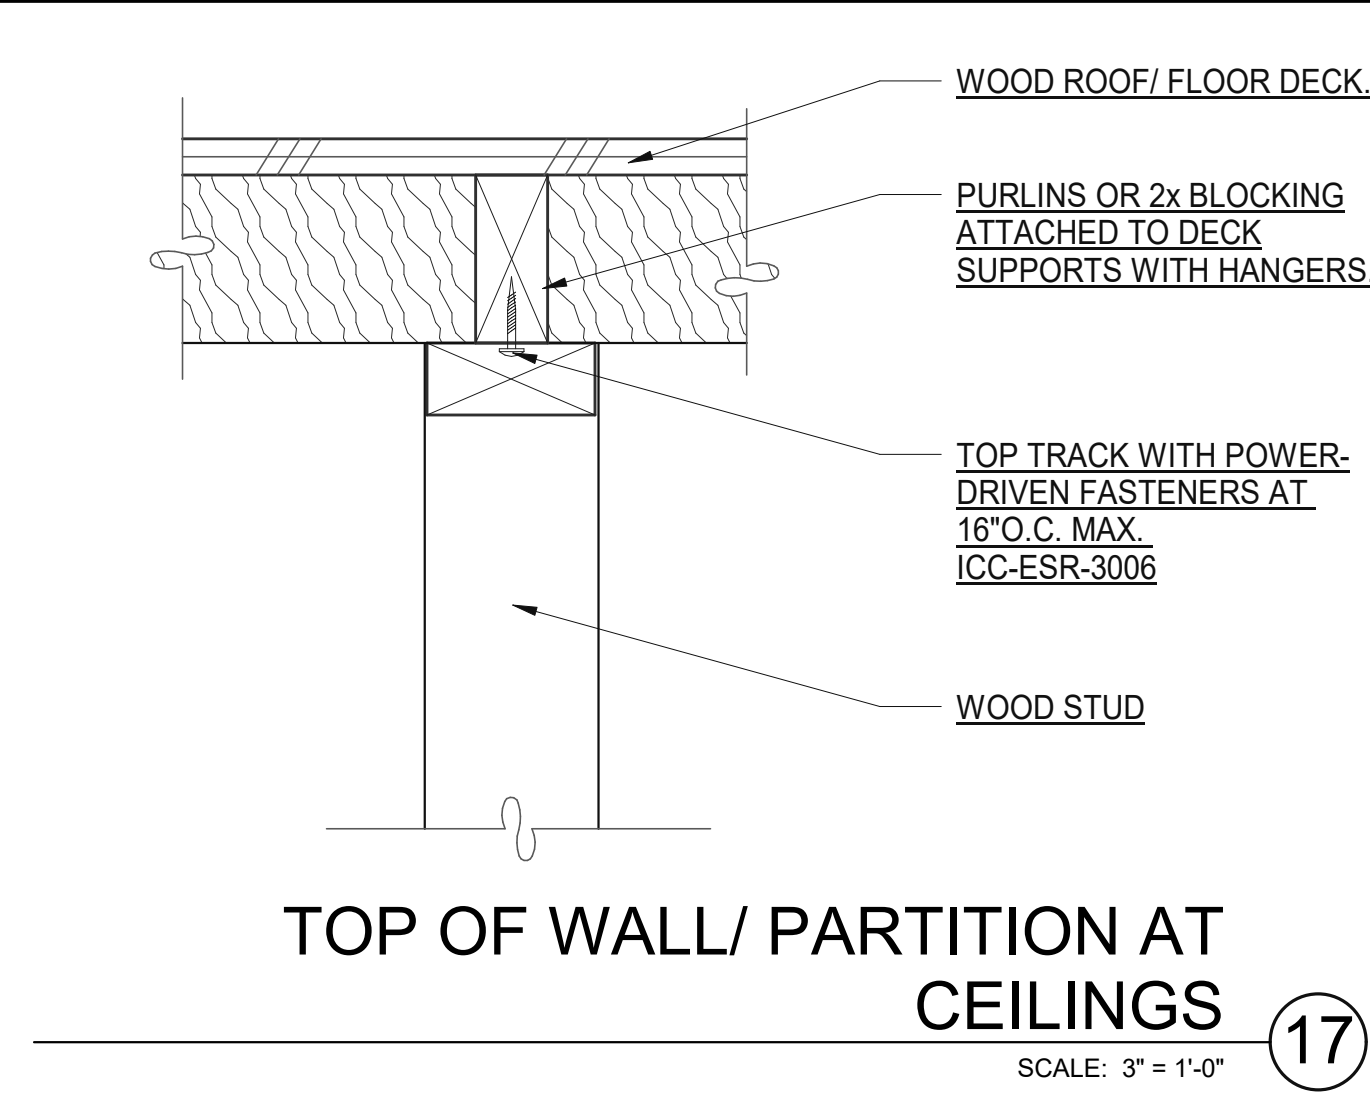 WOOD ROOF/ FLOOR DECK.
PURLINS OR 2x BLOCKING
ATTACHED TO DECK
SUPPORTS WITH HANGERS.
TOP TRACK WITH POWER-
DRIVEN FASTENERS AT
16"O.C. MAX.
ICC-ESR-3006
WOOD STUD
TOP OF WALL/ PARTITION AT
CEILINGS
17
SCALE: 3" = 1'-0"